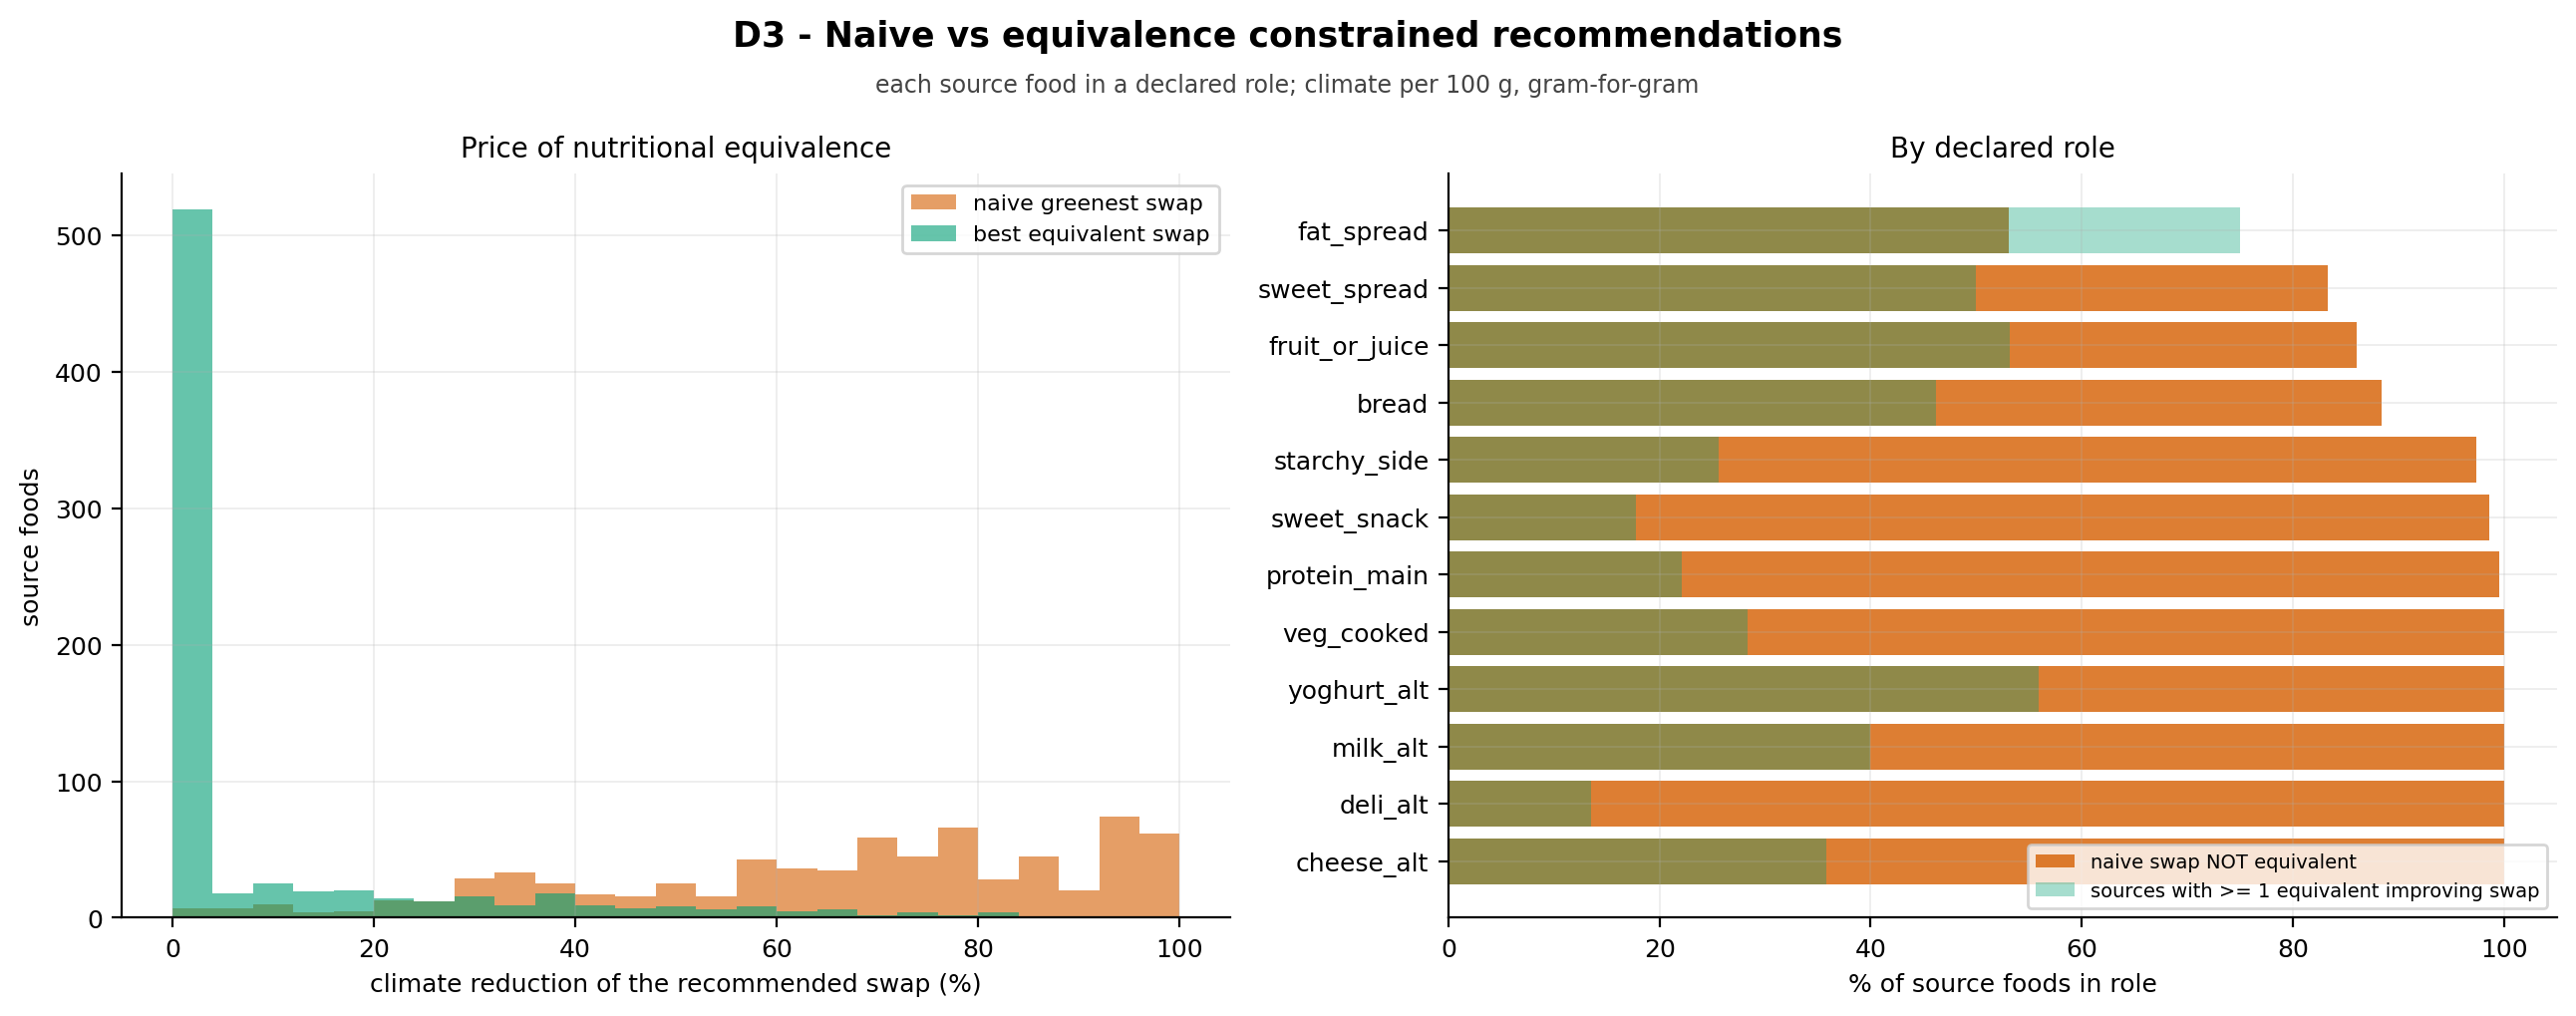 D3 - Naive vs equivalence constrained recommendations
each source food in a declared role; climate per 100 g, gram-for-gram
Price of nutritional equivalence
naive greenest swap
best equivalent swap
source foods
500
400
300
200
100
0
0 20 40 60 80 100
climate reduction of the recommended swap (%)
By declared role
fat_spread
sweet_spread
fruit_or_juice
bread
starchy_side
sweet_snack
protein_main
veg_cooked
yoghurt_alt
milk_alt
deli_alt
cheese_alt
naive swap NOT equivalent
sources with >= 1 equivalent improving swap
0 20 40 60 80 100
% of source foods in role